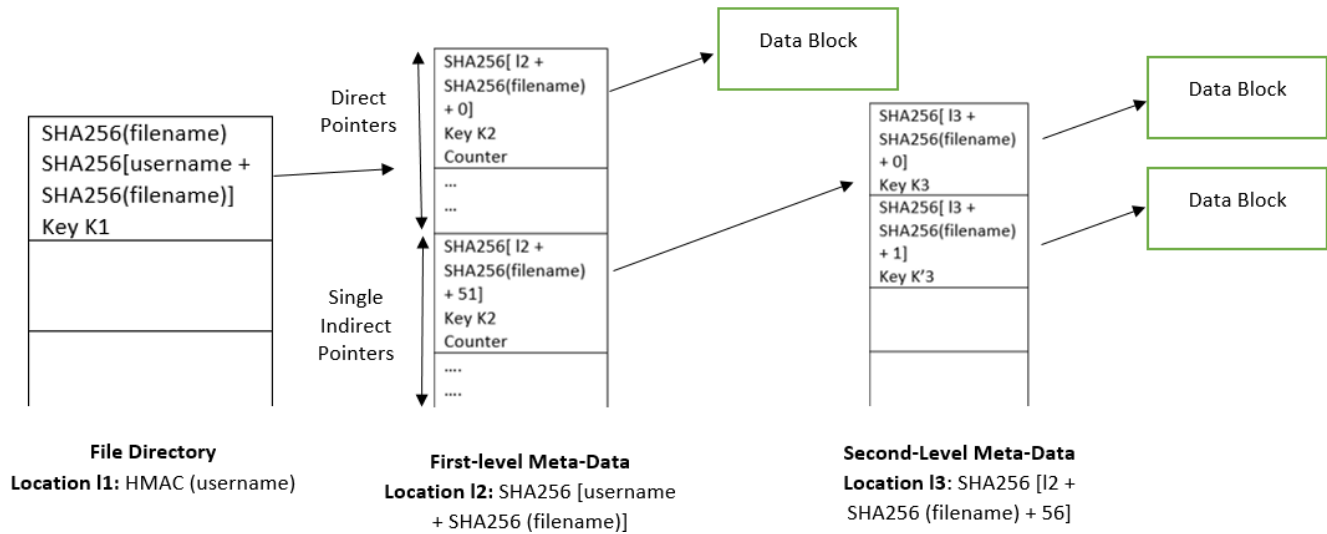 SHA256(filename)
SHA256[username +
SHA256(filename)]
Key K1
File Directory
Location l1: HMAC (username)
Direct
Pointers
Single
Indirect
Pointers
SHA256[ l2 +
SHA256(filename)
+ 0]
Key K2
Counter
...
...
SHA256[ l2 +
SHA256(filename)
+ 51]
Key K2
Counter
....
....
First-level Meta-Data
Location l2: SHA256 [username
+ SHA256 (filename)]
Data Block
SHA256[ l3 +
SHA256(filename)
+ 0]
Key K3
SHA256[ l3 +
SHA256(filename)
+ 1]
Key K'3
Second-Level Meta-Data
Location l3: SHA256 [l2 +
SHA256 (filename) + 56]
Data Block
Data Block